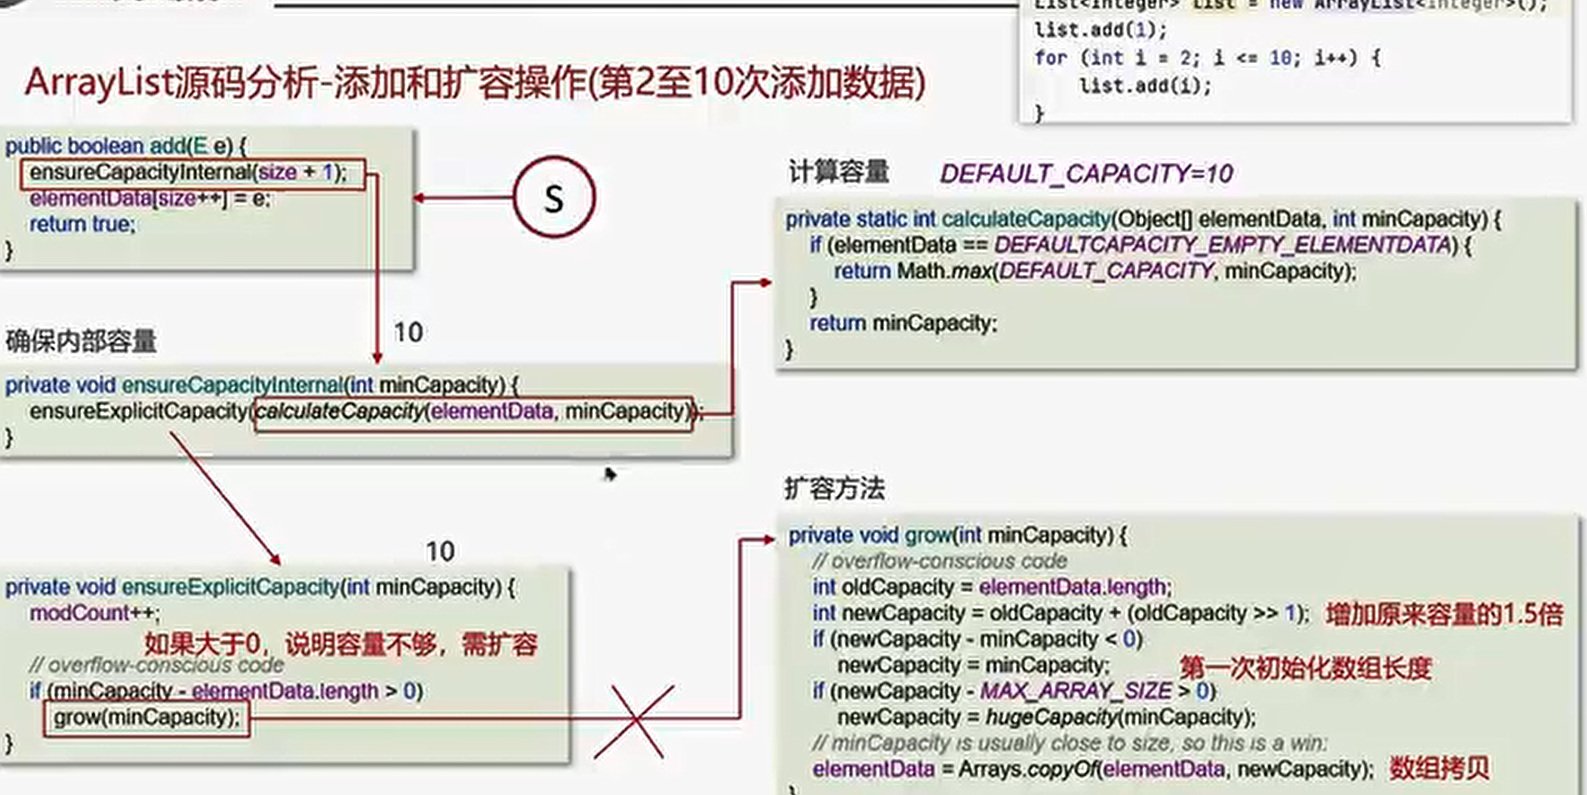 List<Integer> list = new ArrayList<Integer>();
list.add(1);
for (int i = 2; i <= 10; i++) {
list.add(i);
}
ArrayList源码分析-添加和扩容操作(第2至10次添加数据)
public boolean add(E e) {
ensureCapacityInternal(size + 1);
elementData[size++] = e;
return true;
}
S
计算容量 DEFAULT_CAPACITY=10
private static int calculateCapacity(Object[] elementData, int minCapacity) {
if (elementData == DEFAULTCAPACITY_EMPTY_ELEMENTDATA) {
return Math.max(DEFAULT_CAPACITY, minCapacity);
}
return minCapacity;
}
确保内部容量
10
private void ensureCapacityInternal(int minCapacity) {
ensureExplicitCapacity(calculateCapacity(elementData, minCapacity));
}
10
private void ensureExplicitCapacity(int minCapacity) {
modCount++;
如果大于0，说明容量不够，需扩容
// overflow-conscious code
if (minCapacity - elementData.length > 0)
grow(minCapacity);
}
扩容方法
private void grow(int minCapacity) {
// overflow-conscious code
int oldCapacity = elementData.length;
int newCapacity = oldCapacity + (oldCapacity >> 1); 增加原来容量的1.5倍
if (newCapacity - minCapacity < 0)
newCapacity = minCapacity; 第一次初始化数组长度
if (newCapacity - MAX_ARRAY_SIZE > 0)
newCapacity = hugeCapacity(minCapacity);
// minCapacity is usually close to size, so this is a win:
elementData = Arrays.copyOf(elementData, newCapacity); 数组拷贝
}